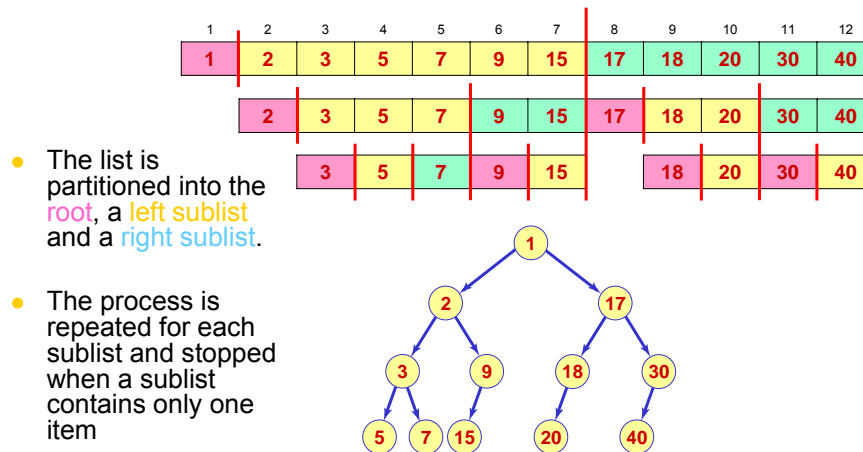 1 2 3 4 5 6 7 8 9 10 11 12
1 2 3 5 7 9 15 17 18 20 30 40
2 3 5 7 9 15 17 18 20 30 40
3 5 7 9 15 18 20 30 40
• The list is
partitioned into the
root, a left sublist
and a right sublist.
• The process is
repeated for each
sublist and stopped
when a sublist
contains only one
item
1
2 17
3 9 18 30
5 7 15 20 40